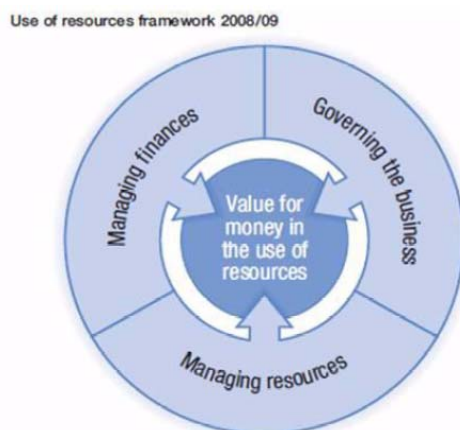 Use of resources framework 2008/09
Managing finances
Governing the business
Value for
money in
the use of
resources
Managing resources